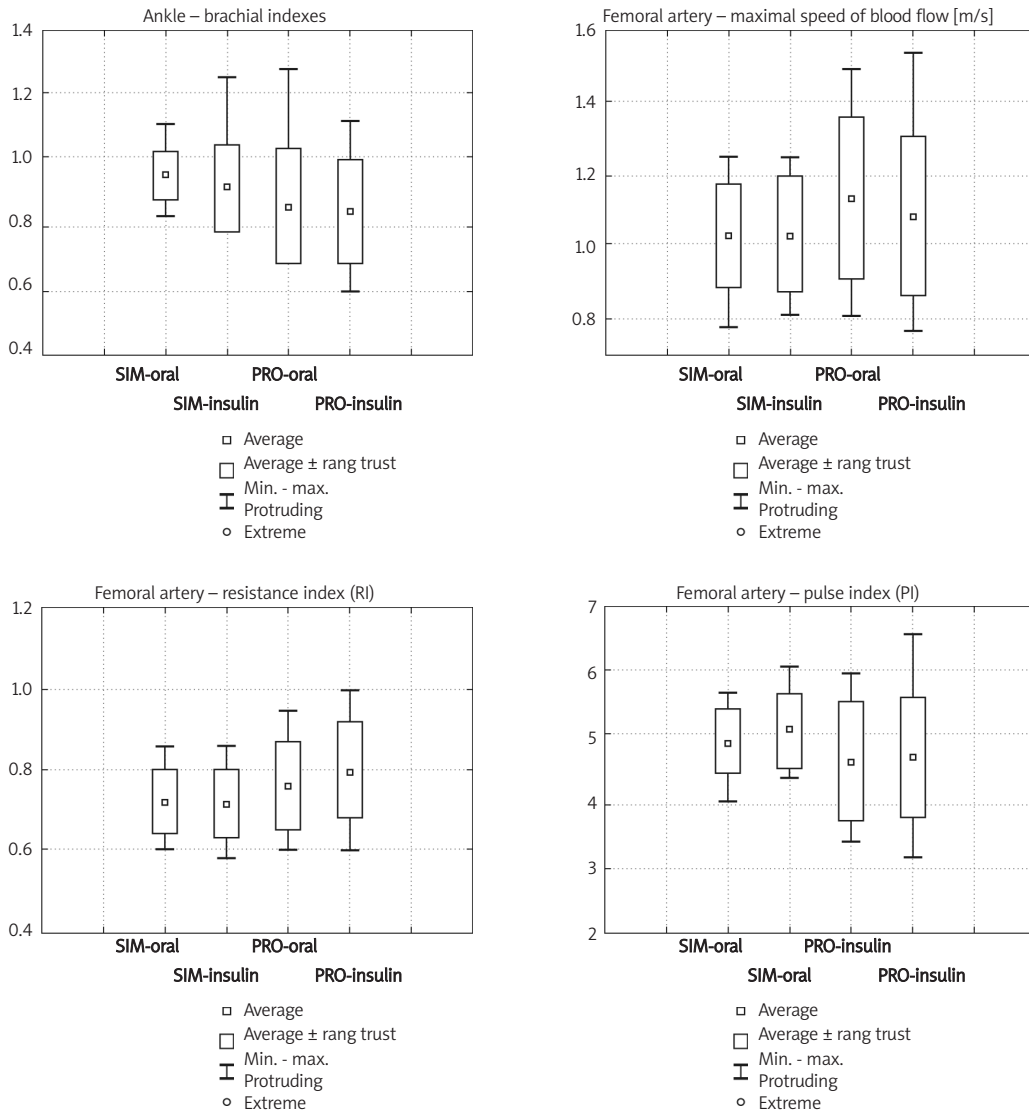 Ankle – brachial indexes
1.4
1.2
1.0
0.8
0.6
0.4
SIM-oral PRO-oral
SIM-insulin PRO-insulin
Average
Average ± rang trust
Min. - max.
Protruding
Extreme
Femoral artery – maximal speed of blood flow [m/s]
1.6
1.4
1.2
1.0
0.8
SIM-oral PRO-oral
SIM-insulin PRO-insulin
Average
Average ± rang trust
Min. - max.
Protruding
Extreme
Femoral artery – resistance index (RI)
1.2
1.0
0.8
0.6
0.4
SIM-oral PRO-oral
SIM-insulin PRO-insulin
Average
Average ± rang trust
Min. - max.
Protruding
Extreme
Femoral artery – pulse index (PI)
7
6
5
4
3
2
SIM-oral PRO-insulin
SIM-oral PRO-insulin
Average
Average ± rang trust
Min. - max.
Protruding
Extreme